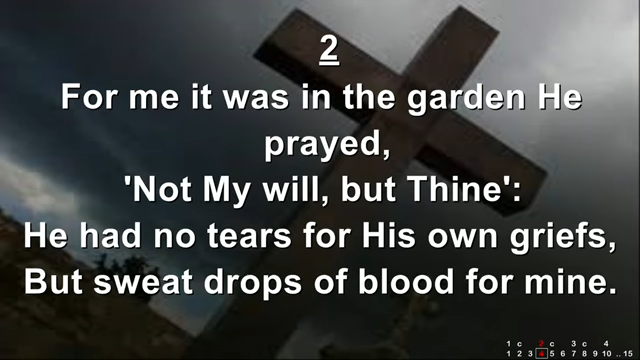 2
For me it was in the garden He
prayed,
'Not My will, but Thine':
He had no tears for His own griefs,
But sweat drops of blood for mine.
1 c 2 c 3 c 4
1 2 3 4 5 6 7 8 9 10 .. 15